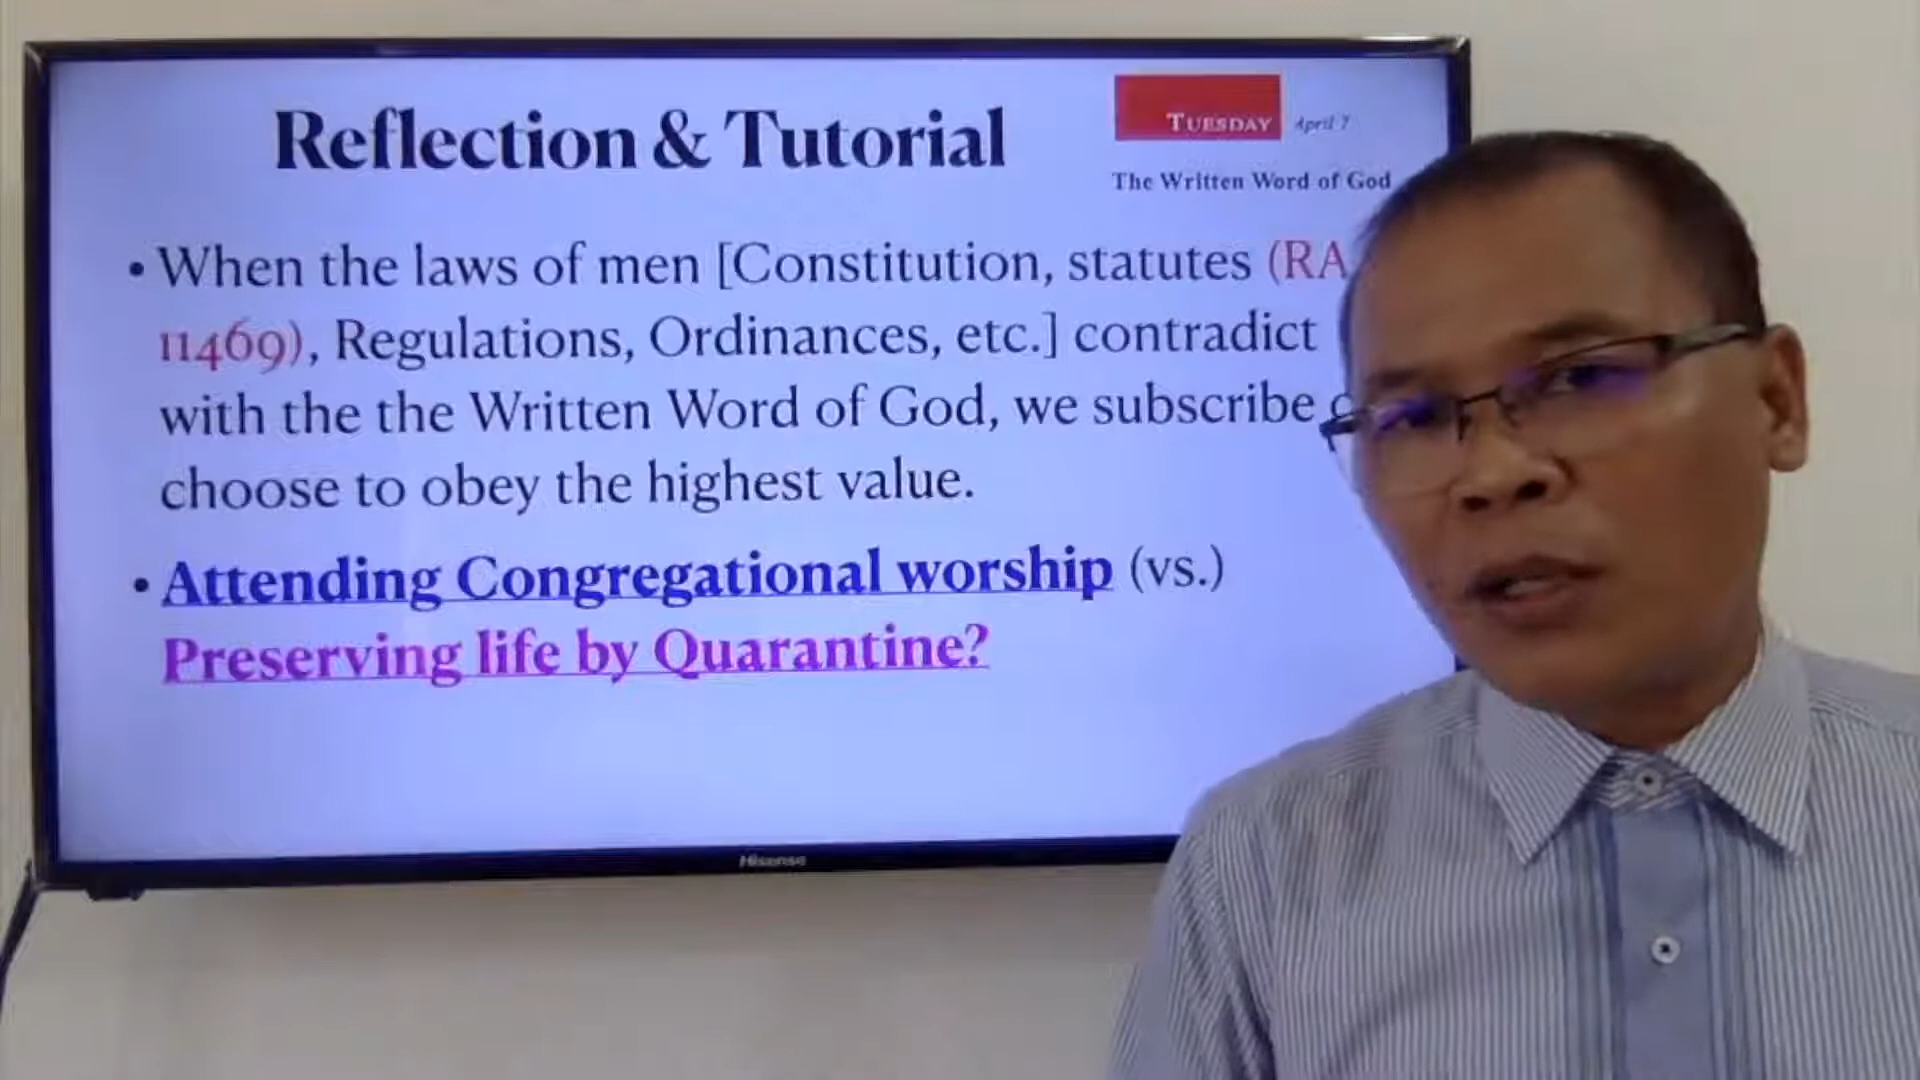 Reflection & Tutorial
TUESDAY April 7
The Written Word of God
• When the laws of men [Constitution, statutes (RA
11469), Regulations, Ordinances, etc.] contradict
with the the Written Word of God, we subscribe
choose to obey the highest value.
• Attending Congregational worship (vs.)
Preserving life by Quarantine?
Hisense